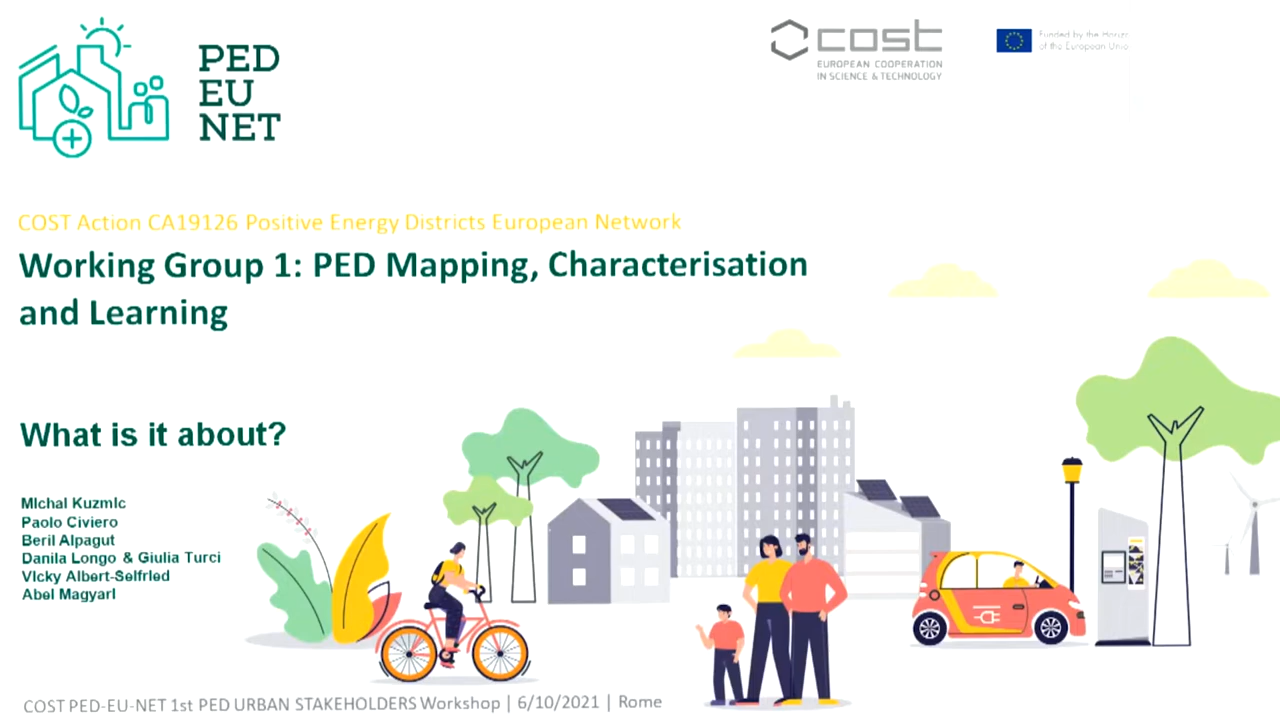 PED
EU
NET
COST
EUROPEAN COOPERATION
IN SCIENCE & TECHNOLOGY
Funded by the Horizo
of the European Unio
COST Action CA19126 Positive Energy Districts European Network
Working Group 1: PED Mapping, Characterisation
and Learning
What is it about?
Michal Kuzmic
Paolo Civiero
Beril Alpagut
Danila Longo & Giulia Turci
Vicky Albert-Seifried
Abel Magyari
COST PED-EU-NET 1st PED URBAN STAKEHOLDERS Workshop | 6/10/2021 | Rome